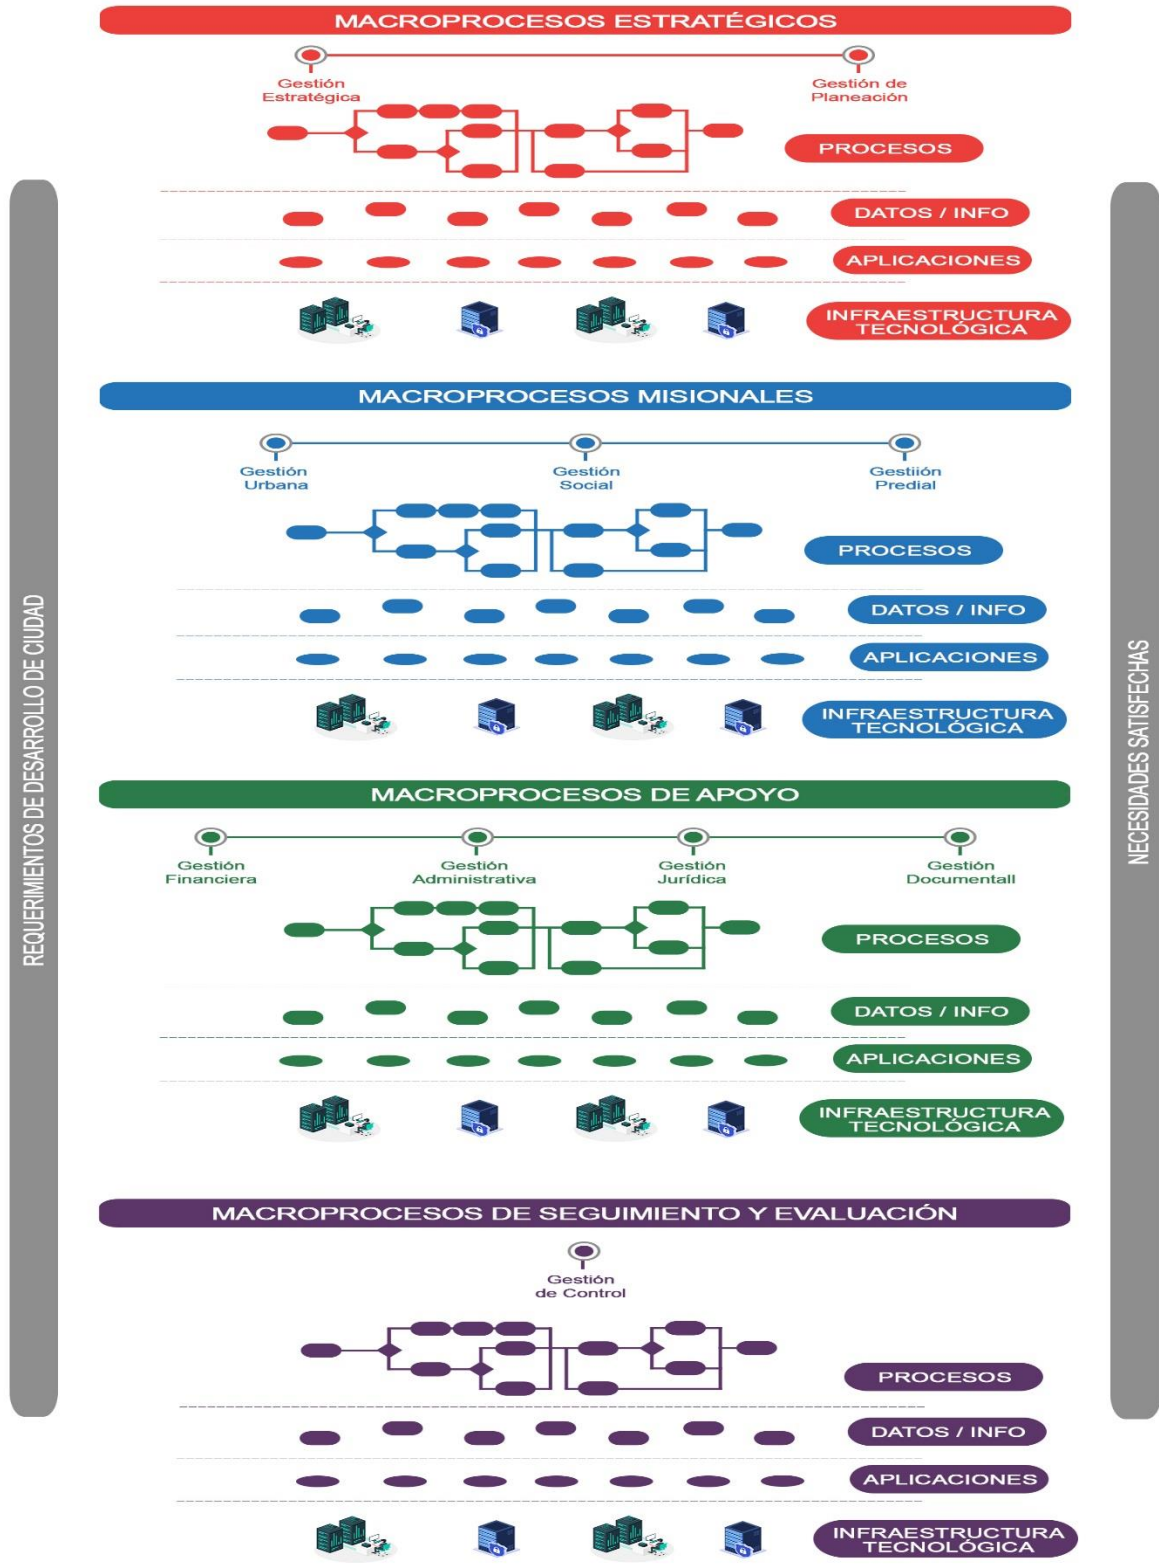 MACROPROCESOS ESTRATÉGICOS
Gestión
Estratégica
Gestión de
Planeación
PROCESOS
DATOS / INFO
APLICACIONES
INFRAESTRUCTURA
TECNOLÓGICA
MACROPROCESOS MISIONALES
Gestión
Urbana
Gestión
Social
Gestiión
Predial
PROCESOS
DATOS / INFO
APLICACIONES
INFRAESTRUCTURA
TECNOLÓGICA
MACROPROCESOS DE APOYO
Gestión
Financiera
Gestión
Administrativa
Gestión
Jurídica
Gestión
Documentall
PROCESOS
DATOS / INFO
APLICACIONES
INFRAESTRUCTURA
TECNOLÓGICA
MACROPROCESOS DE SEGUIMIENTO Y EVALUACIÓN
Gestión
de Control
PROCESOS
DATOS / INFO
APLICACIONES
INFRAESTRUCTURA
TECNOLÓGICA
REQUERIMIENTOS DE DESARROLLO DE CIUDAD
NECESIDADES SATISFECHAS